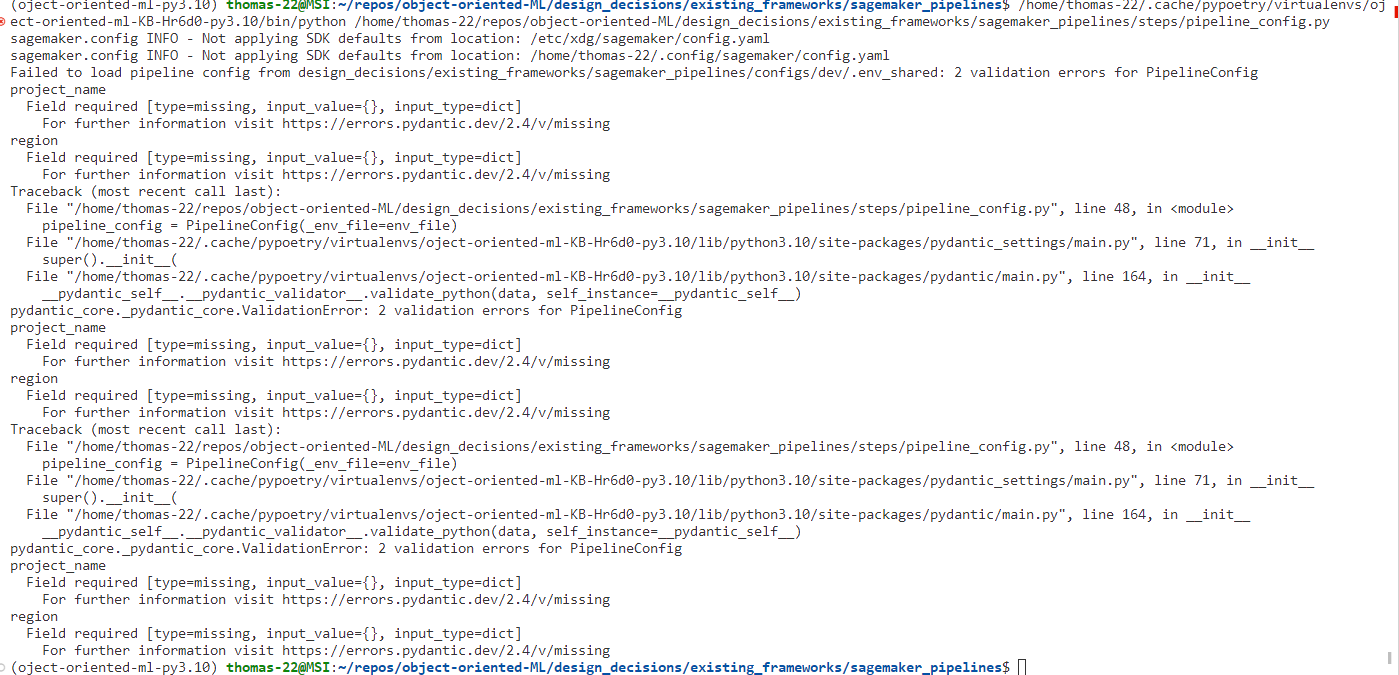 (oject-oriented-ml-py3.10) thomas-22@MSI:~/repos/object-oriented-ML/design_decisions/existing_frameworks/sagemaker_pipelines$ /home/thomas-22/.cache/pypoetry/virtualenvs/oj
ect-oriented-ml-KB-Hr6d0-py3.10/bin/python /home/thomas-22/repos/object-oriented-ML/design_decisions/existing_frameworks/sagemaker_pipelines/steps/pipeline_config.py
sagemaker.config INFO - Not applying SDK defaults from location: /etc/xdg/sagemaker/config.yaml
sagemaker.config INFO - Not applying SDK defaults from location: /home/thomas-22/.config/sagemaker/config.yaml
Failed to load pipeline config from design_decisions/existing_frameworks/sagemaker_pipelines/configs/dev/.env_shared: 2 validation errors for PipelineConfig
project_name
  Field required [type=missing, input_value={}, input_type=dict]
    For further information visit https://errors.pydantic.dev/2.4/v/missing
region
  Field required [type=missing, input_value={}, input_type=dict]
    For further information visit https://errors.pydantic.dev/2.4/v/missing
Traceback (most recent call last):
  File "/home/thomas-22/repos/object-oriented-ML/design_decisions/existing_frameworks/sagemaker_pipelines/steps/pipeline_config.py", line 48, in <module>
    pipeline_config = PipelineConfig(_env_file=env_file)
  File "/home/thomas-22/.cache/pypoetry/virtualenvs/oject-oriented-ml-KB-Hr6d0-py3.10/lib/python3.10/site-packages/pydantic_settings/main.py", line 71, in __init__
    super().__init__(
  File "/home/thomas-22/.cache/pypoetry/virtualenvs/oject-oriented-ml-KB-Hr6d0-py3.10/lib/python3.10/site-packages/pydantic/main.py", line 164, in __init__
    __pydantic_self__.__pydantic_validator__.validate_python(data, self_instance=__pydantic_self__)
pydantic_core._pydantic_core.ValidationError: 2 validation errors for PipelineConfig
project_name
  Field required [type=missing, input_value={}, input_type=dict]
    For further information visit https://errors.pydantic.dev/2.4/v/missing
region
  Field required [type=missing, input_value={}, input_type=dict]
    For further information visit https://errors.pydantic.dev/2.4/v/missing
Traceback (most recent call last):
  File "/home/thomas-22/repos/object-oriented-ML/design_decisions/existing_frameworks/sagemaker_pipelines/steps/pipeline_config.py", line 48, in <module>
    pipeline_config = PipelineConfig(_env_file=env_file)
  File "/home/thomas-22/.cache/pypoetry/virtualenvs/oject-oriented-ml-KB-Hr6d0-py3.10/lib/python3.10/site-packages/pydantic_settings/main.py", line 71, in __init__
    super().__init__(
  File "/home/thomas-22/.cache/pypoetry/virtualenvs/oject-oriented-ml-KB-Hr6d0-py3.10/lib/python3.10/site-packages/pydantic/main.py", line 164, in __init__
    __pydantic_self__.__pydantic_validator__.validate_python(data, self_instance=__pydantic_self__)
pydantic_core._pydantic_core.ValidationError: 2 validation errors for PipelineConfig
project_name
  Field required [type=missing, input_value={}, input_type=dict]
    For further information visit https://errors.pydantic.dev/2.4/v/missing
region
  Field required [type=missing, input_value={}, input_type=dict]
    For further information visit https://errors.pydantic.dev/2.4/v/missing
(oject-oriented-ml-py3.10) thomas-22@MSI:~/repos/object-oriented-ML/design_decisions/existing_frameworks/sagemaker_pipelines$